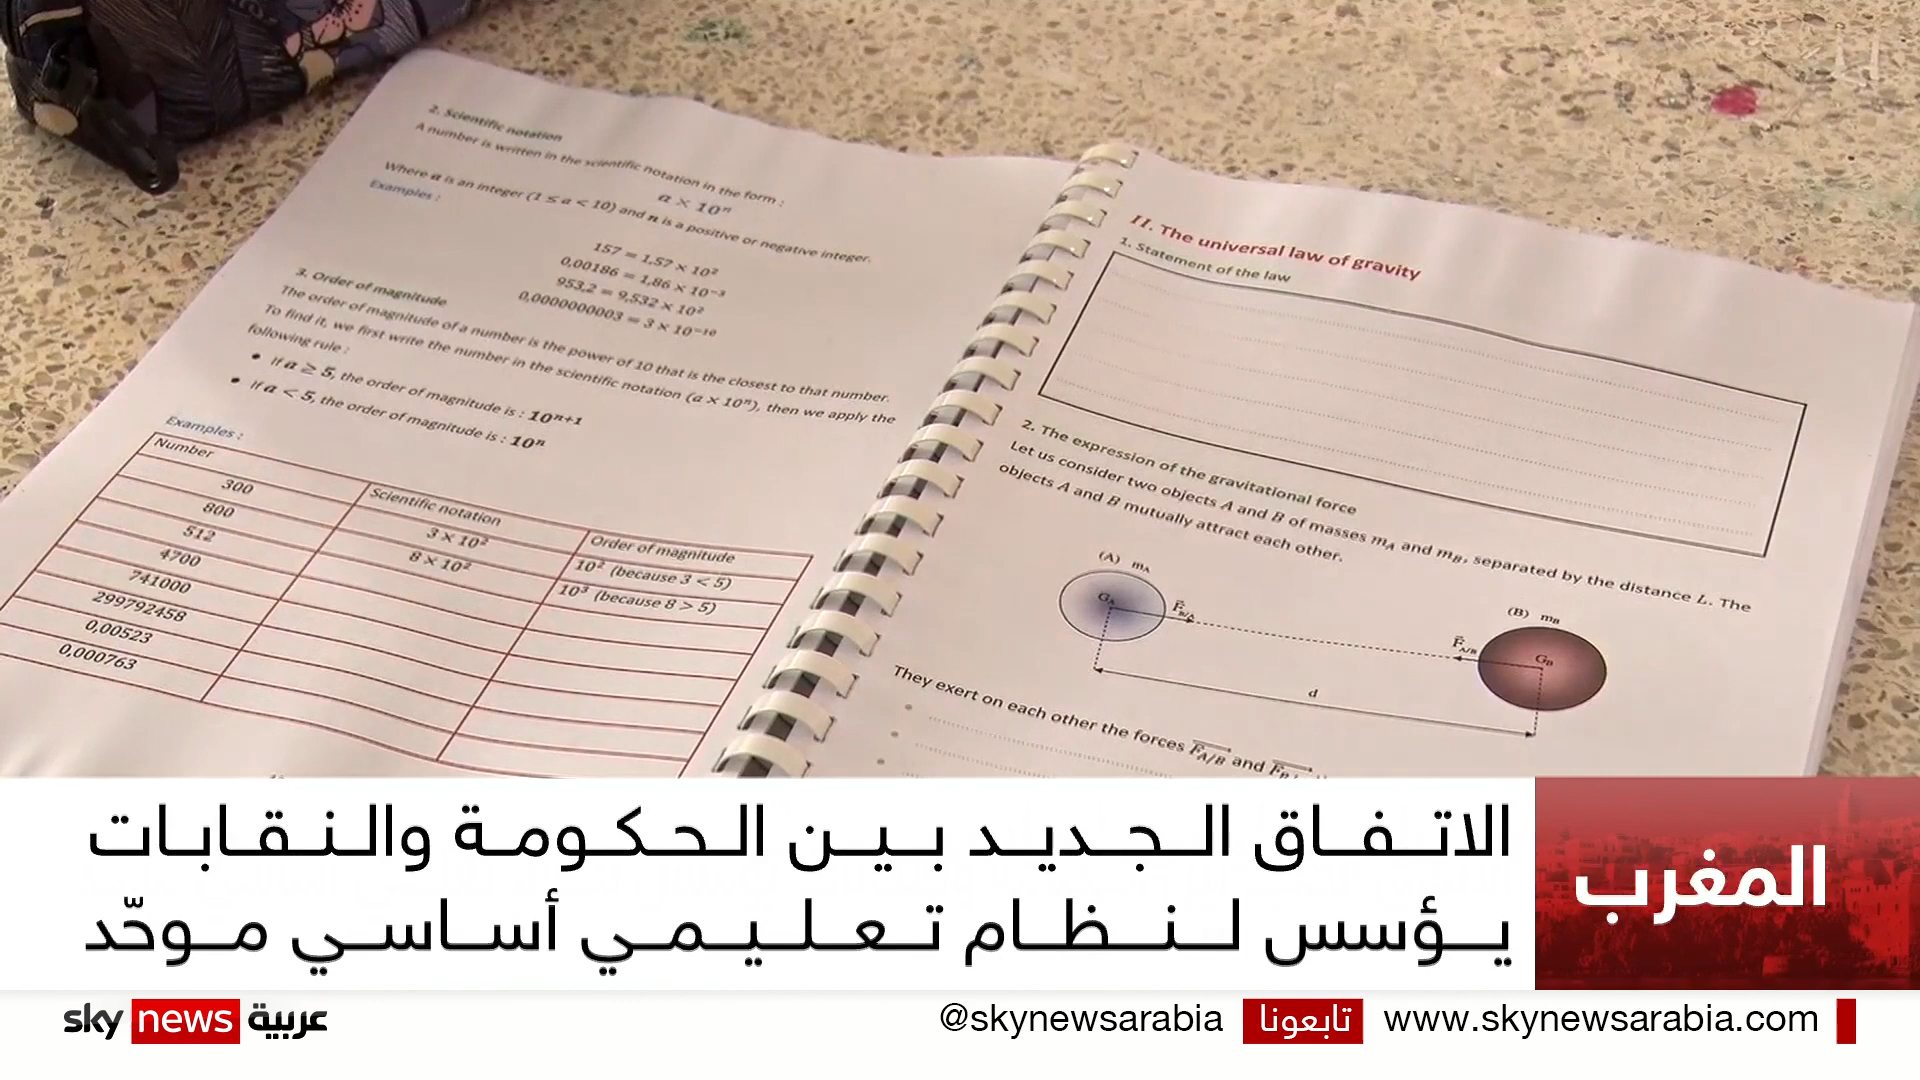 2. Scientific notation
A number is written in the scientific notation in the form :
a × 10ⁿ
Where a is an integer (1 ≤ a < 10) and n is a positive or negative integer.
Examples :
157 = 1,57 × 10²
0,00186 = 1,86 × 10⁻³
953,2 = 9,532 × 10²
0,0000000003 = 3 × 10⁻¹⁰
3. Order of magnitude
The order of magnitude of a number is the power of 10 that is the closest to that number.
To find it, we first write the number in the scientific notation (a × 10ⁿ), then we apply the
following rule :
• If a ≥ 5, the order of magnitude is : 10ⁿ⁺¹
• If a < 5, the order of magnitude is : 10ⁿ
Examples :
Number Scientific notation Order of magnitude
300 3 × 10² 10² (because 3 < 5)
800 8 × 10² 10³ (because 8 > 5)
512
4700
741000
299792458
0,00523
0,000763
II. The universal law of gravity
1. Statement of the law
2. The expression of the gravitational force
Let us consider two objects A and B of masses mA and mB, separated by the distance L. The
objects A and B mutually attract each other.
(A) mA
GA
F B/A
(B) mB
F A/B
GB
d
They exert on each other the forces F A/B and
المغرب
الاتفاق الجديد بين الحكومة والنقابات
يؤسس لنظام تعليمي أساسي موحّد
sky news عربية
@skynewsarabia تابعونا www.skynewsarabia.com